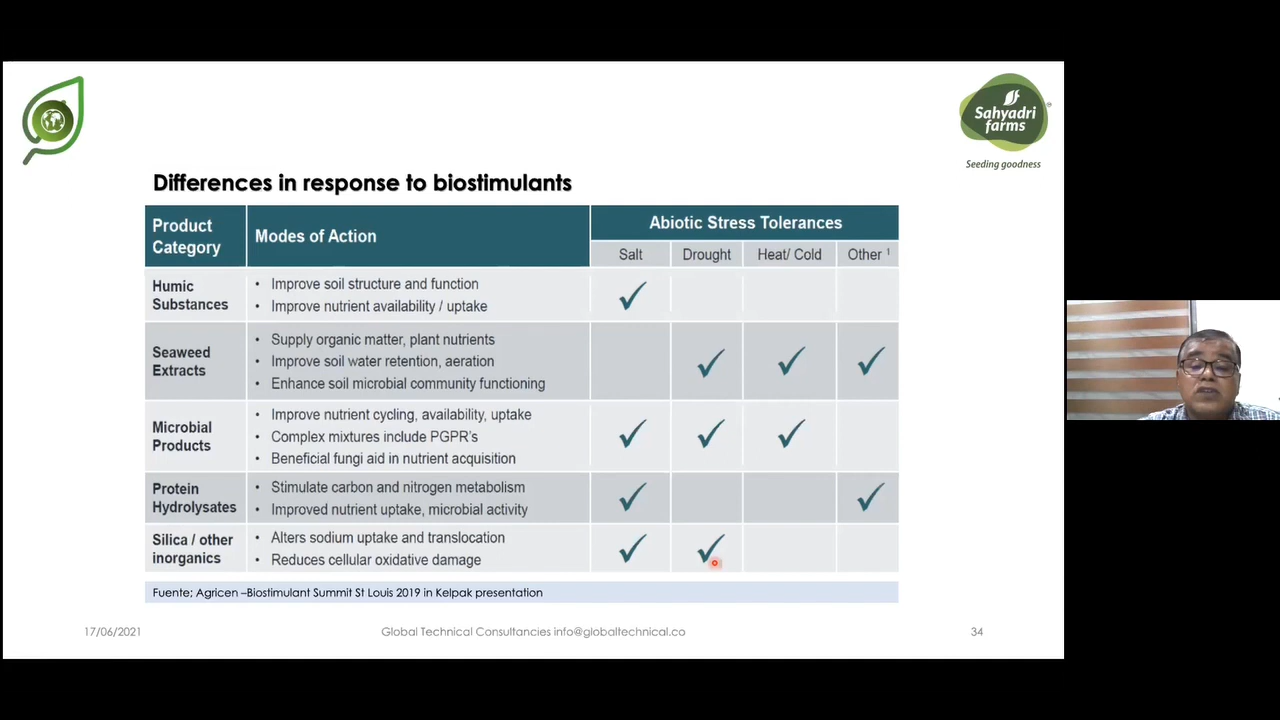 Sahyadri
farms
Seeding goodness
Differences in response to biostimulants
Product
Category
Modes of Action
Abiotic Stress Tolerances
Salt
Drought
Heat/ Cold
Other 1
Humic
Substances
• Improve soil structure and function
• Improve nutrient availability / uptake
Seaweed
Extracts
• Supply organic matter, plant nutrients
• Improve soil water retention, aeration
• Enhance soil microbial community functioning
Microbial
Products
• Improve nutrient cycling, availability, uptake
• Complex mixtures include PGPR's
• Beneficial fungi aid in nutrient acquisition
Protein
Hydrolysates
• Stimulate carbon and nitrogen metabolism
• Improved nutrient uptake, microbial activity
Silica / other
inorganics
• Alters sodium uptake and translocation
• Reduces cellular oxidative damage
Fuente; Agricen –Biostimulant Summit St Louis 2019 in Kelpak presentation
17/06/2021
Global Technical Consultancies info@globaltechnical.co
34